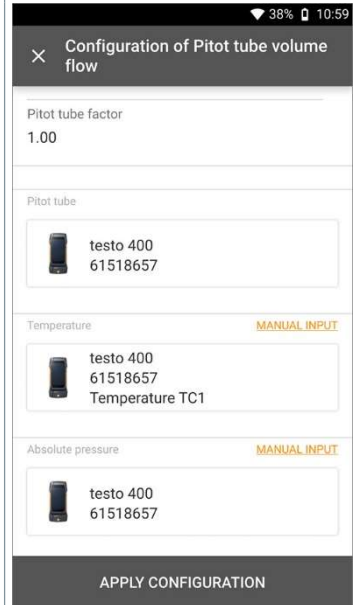 38% 10:59
Configuration of Pitot tube volume
flow
Pitot tube factor
1.00
Pitot tube
testo 400
61518657
Temperature MANUAL INPUT
testo 400
61518657
Temperature TC1
Absolute pressure MANUAL INPUT
testo 400
61518657
APPLY CONFIGURATION